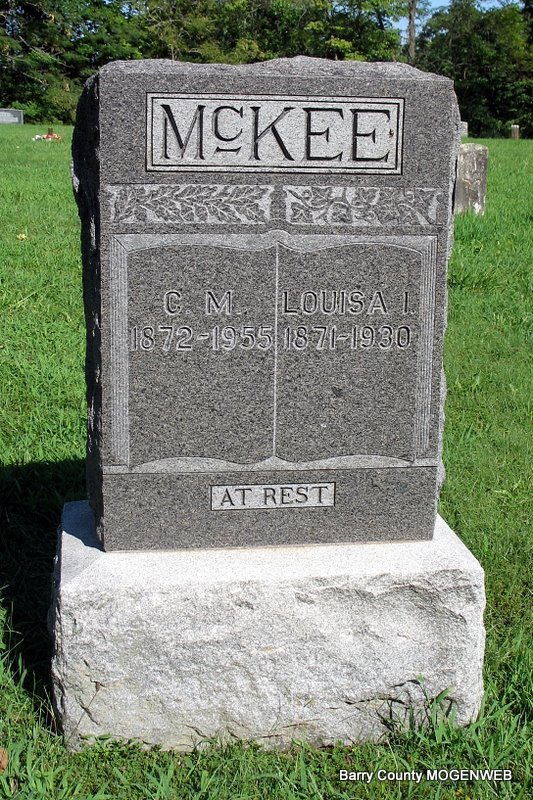 McKEE
C. M. LOUISA I.
1872-1955 1871-1930
AT REST
Barry County MOGENWEB